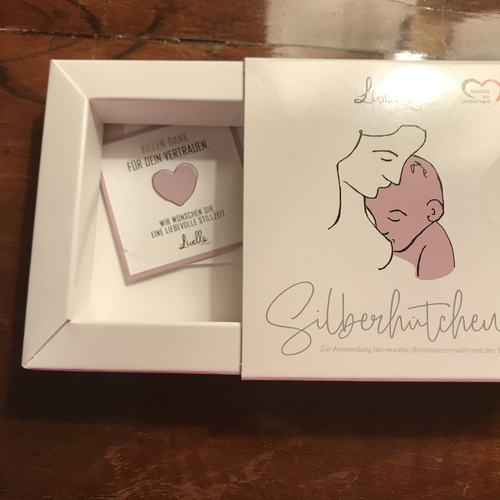 VIELEN DANK
FÜR DEIN VERTRAUEN.
WIR WÜNSCHEN DIR
EINE LIEBEVOLLE STILLZEIT.
Livella
Qualität
aus
Deutschland
Silberhütchen
Zur Anwendung bei wunden Brustwarzen während der S